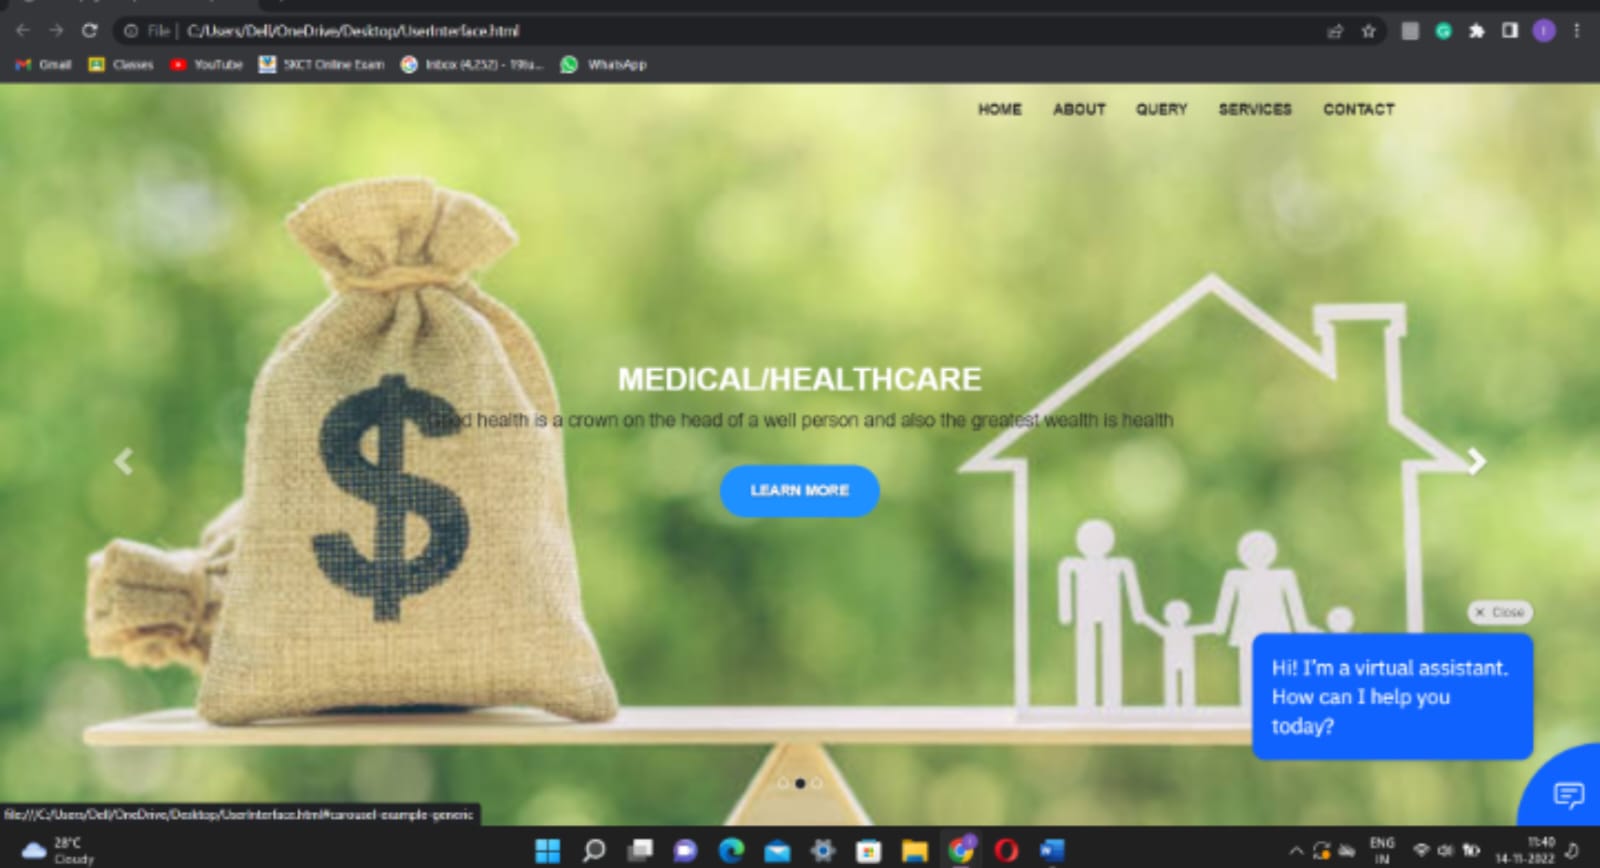 File | C:/Users/Dell/OneDrive/Desktop/UserInterface.html
Gmail Classes YouTube SKCT Online Exam Inbox (4,252) - 19tu... WhatsApp
HOME ABOUT QUERY SERVICES CONTACT
MEDICAL/HEALTHCARE
Good health is a crown on the head of a well person and also the greatest wealth is health
LEARN MORE
$
× Close
Hi! I'm a virtual assistant.
How can I help you
today?
file:///C:/Users/Dell/OneDrive/Desktop/UserInterface.html#carousel-example-generic
28°C
Cloudy
ENG
IN
11:40
14-11-2022